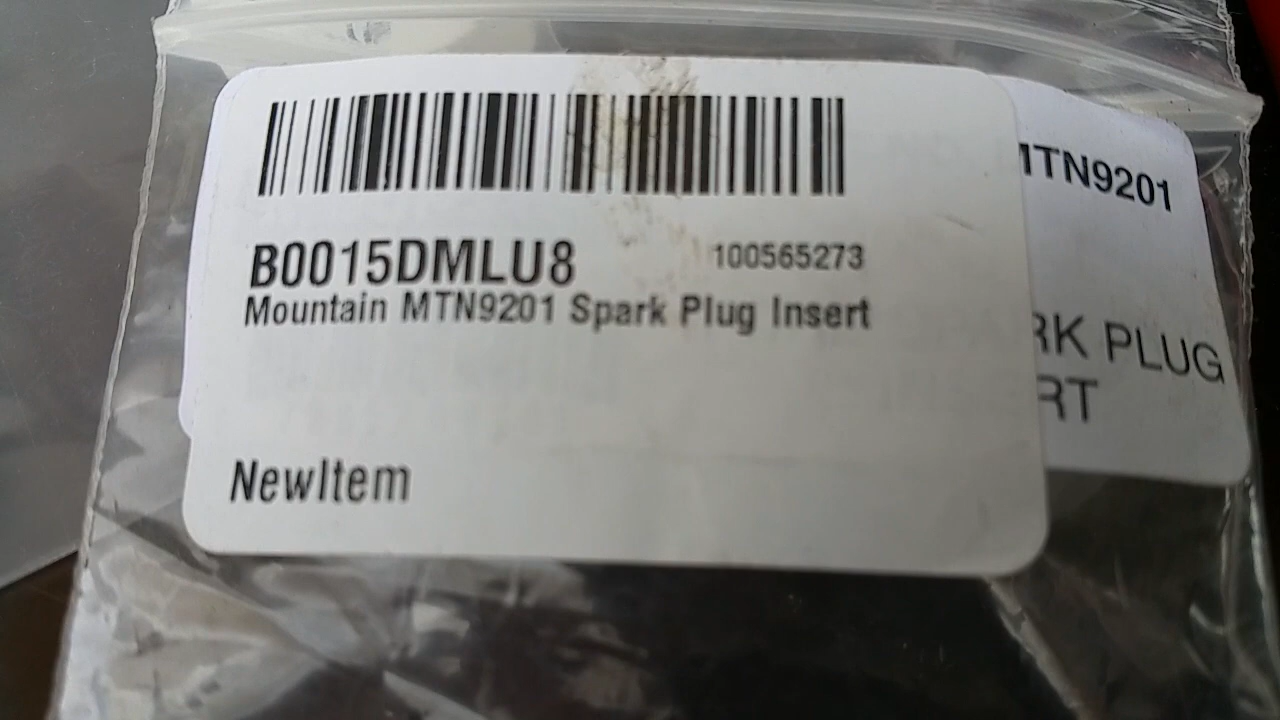 B0015DMLU8 100565273
Mountain MTN9201 Spark Plug Insert
NewItem
MTN9201
RK PLUG
RT